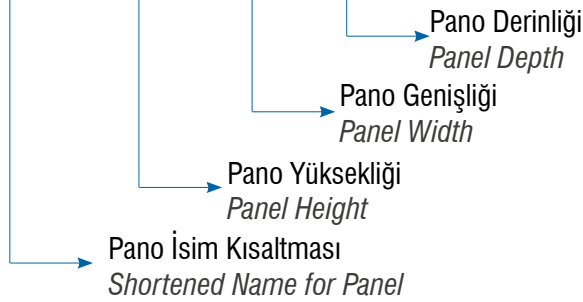 Pano Derinliği
Panel Depth
Pano Genişliği
Panel Width
Pano Yüksekliği
Panel Height
Pano İsim Kısaltması
Shortened Name for Panel